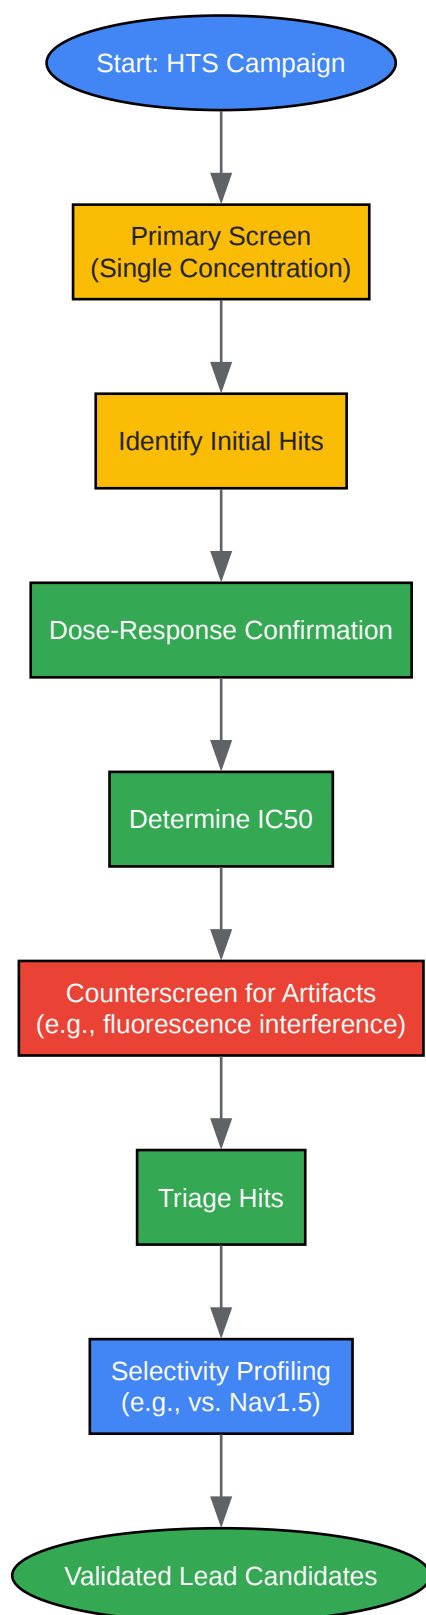 Start: HTS Campaign
Primary Screen
(Single Concentration)
Identify Initial Hits
Dose-Response Confirmation
Determine IC50
Counterscreen for Artifacts
(e.g., fluorescence interference)
Triage Hits
Selectivity Profiling
(e.g., vs. Nav1.5)
Validated Lead Candidates